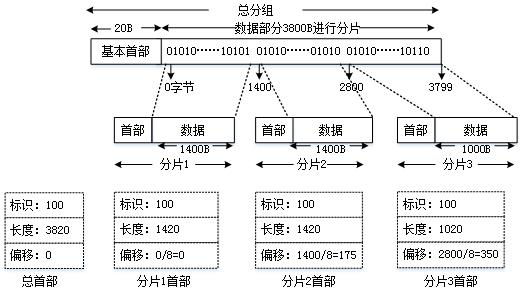 总分组
20B 数据部分3800B进行分片
基本首部 01010······10101 01010······01010 01010······10110
0字节 1400 2800 3799
首部 数据 首部 数据 首部 数据
1400B 1400B 1000B
分片1 分片2 分片3
标识：100 标识：100 标识：100 标识：100
长度：3820 长度：1420 长度：1420 长度：1020
偏移：0 偏移：0/8=0 偏移：1400/8=175 偏移：2800/8=350
总首部 分片1首部 分片2首部 分片3首部